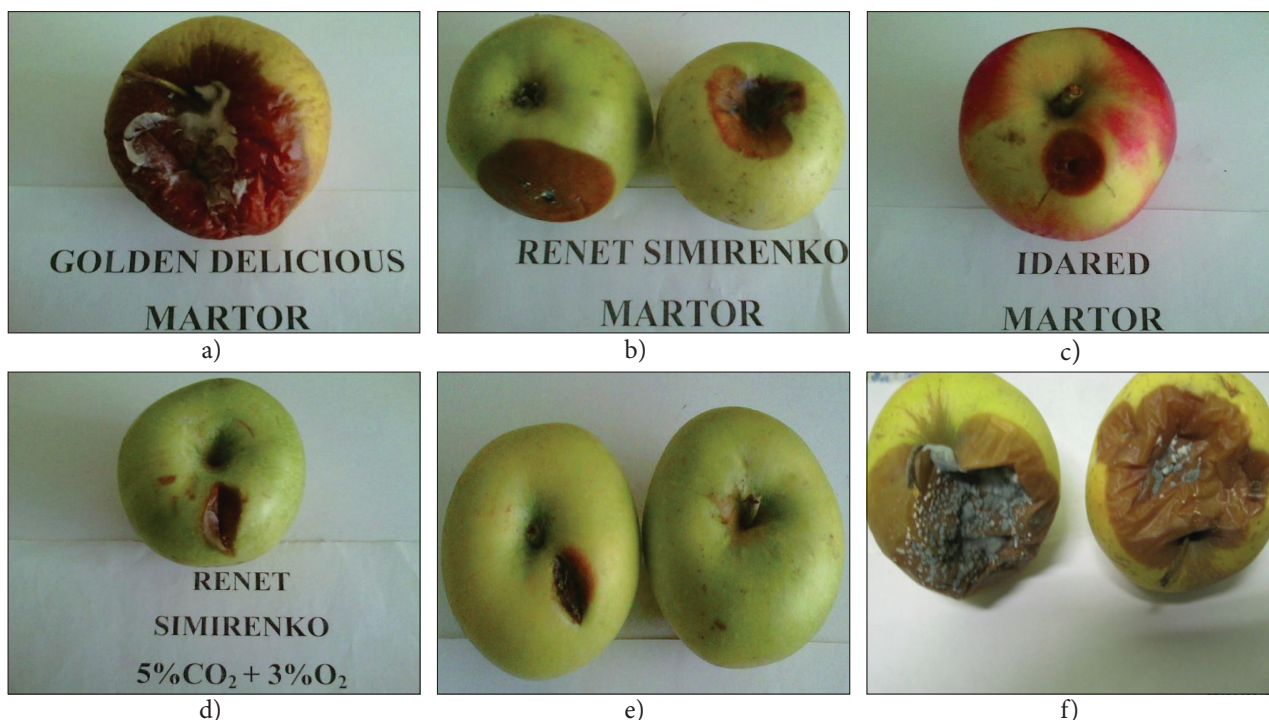 GOLDEN DELICIOUS
MARTOR
a)
RENET SIMIRENKO
MARTOR
b)
IDARED
MARTOR
c)
RENET
SIMIRENKO
5%CO₂ + 3%O₂
d)
e)
f)